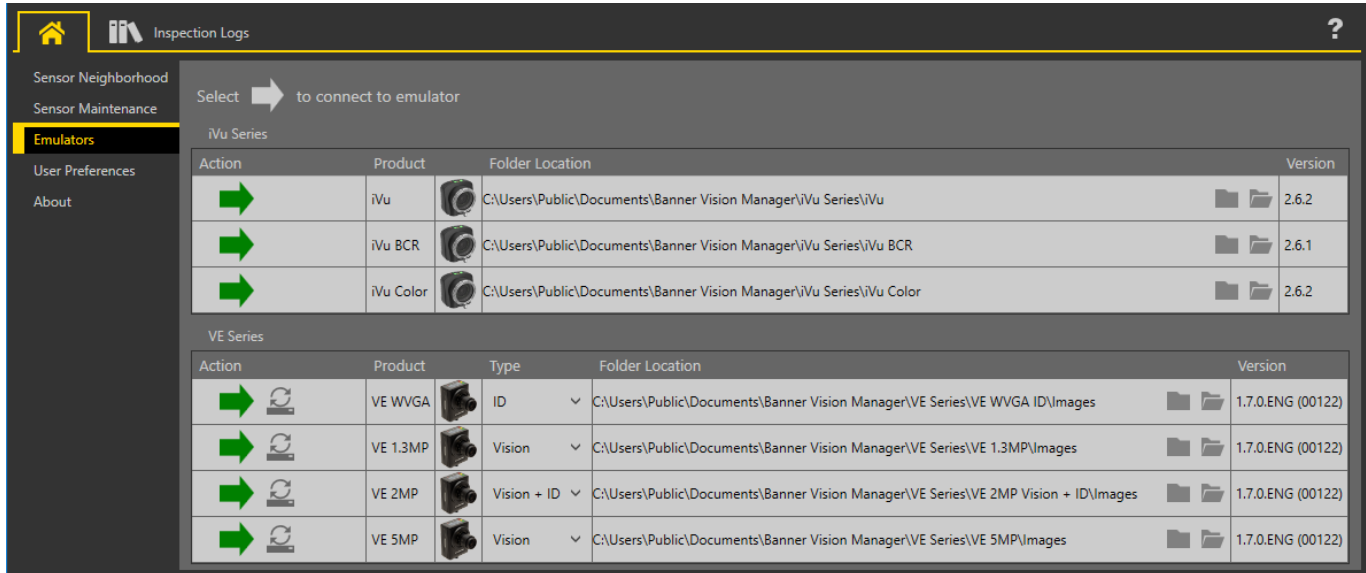 Inspection Logs ?
Sensor Neighborhood
Sensor Maintenance
Emulators
User Preferences
About
Select to connect to emulator
iVu Series
Action Product Folder Location Version
iVu C:\Users\Public\Documents\Banner Vision Manager\iVu Series\iVu 2.6.2
iVu BCR C:\Users\Public\Documents\Banner Vision Manager\iVu Series\iVu BCR 2.6.1
iVu Color C:\Users\Public\Documents\Banner Vision Manager\iVu Series\iVu Color 2.6.2
VE Series
Action Product Type Folder Location Version
VE WVGA ID C:\Users\Public\Documents\Banner Vision Manager\VE Series\VE WVGA ID\Images 1.7.0.ENG (00122)
VE 1.3MP Vision C:\Users\Public\Documents\Banner Vision Manager\VE Series\VE 1.3MP\Images 1.7.0.ENG (00122)
VE 2MP Vision + ID C:\Users\Public\Documents\Banner Vision Manager\VE Series\VE 2MP Vision + ID\Images 1.7.0.ENG (00122)
VE 5MP Vision C:\Users\Public\Documents\Banner Vision Manager\VE Series\VE 5MP\Images 1.7.0.ENG (00122)